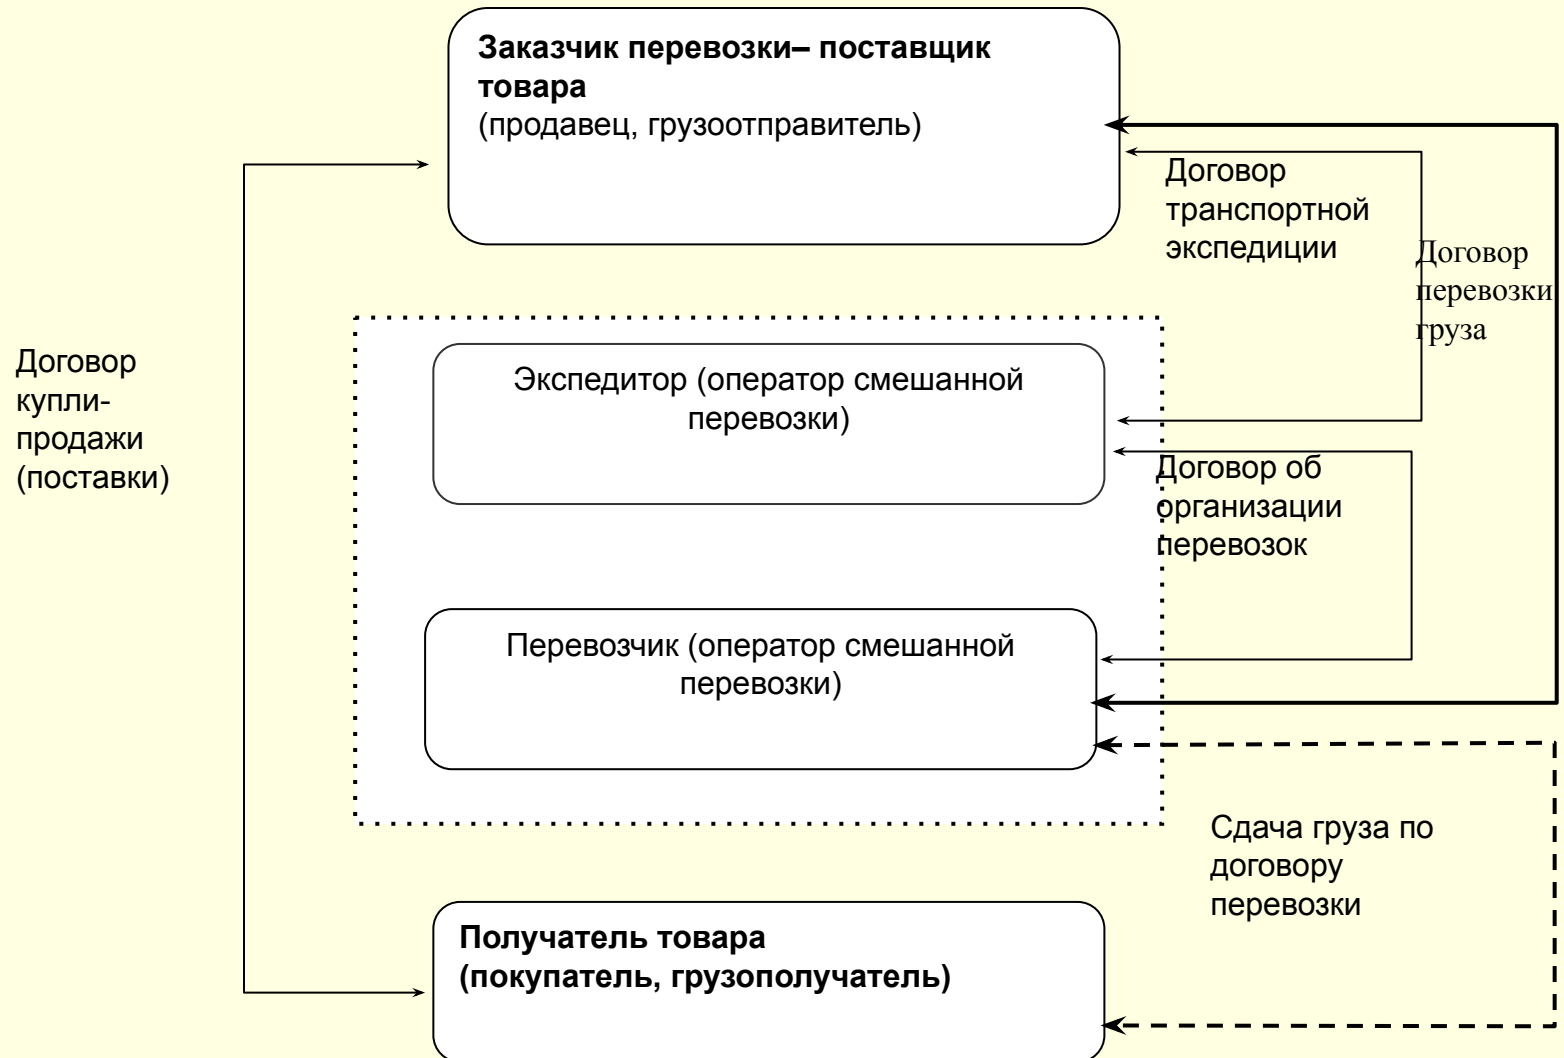 Заказчик перевозки– поставщик
товара
(продавец, грузоотправитель)
Договор
транспортной
экспедиции
Договор
перевозки
груза
Договор
купли-
продажи
(поставки)
Экспедитор (оператор смешанной
перевозки)
Договор об
организации
перевозок
Перевозчик (оператор смешанной
перевозки)
Сдача груза по
договору
перевозки
Получатель товара
(покупатель, грузополучатель)